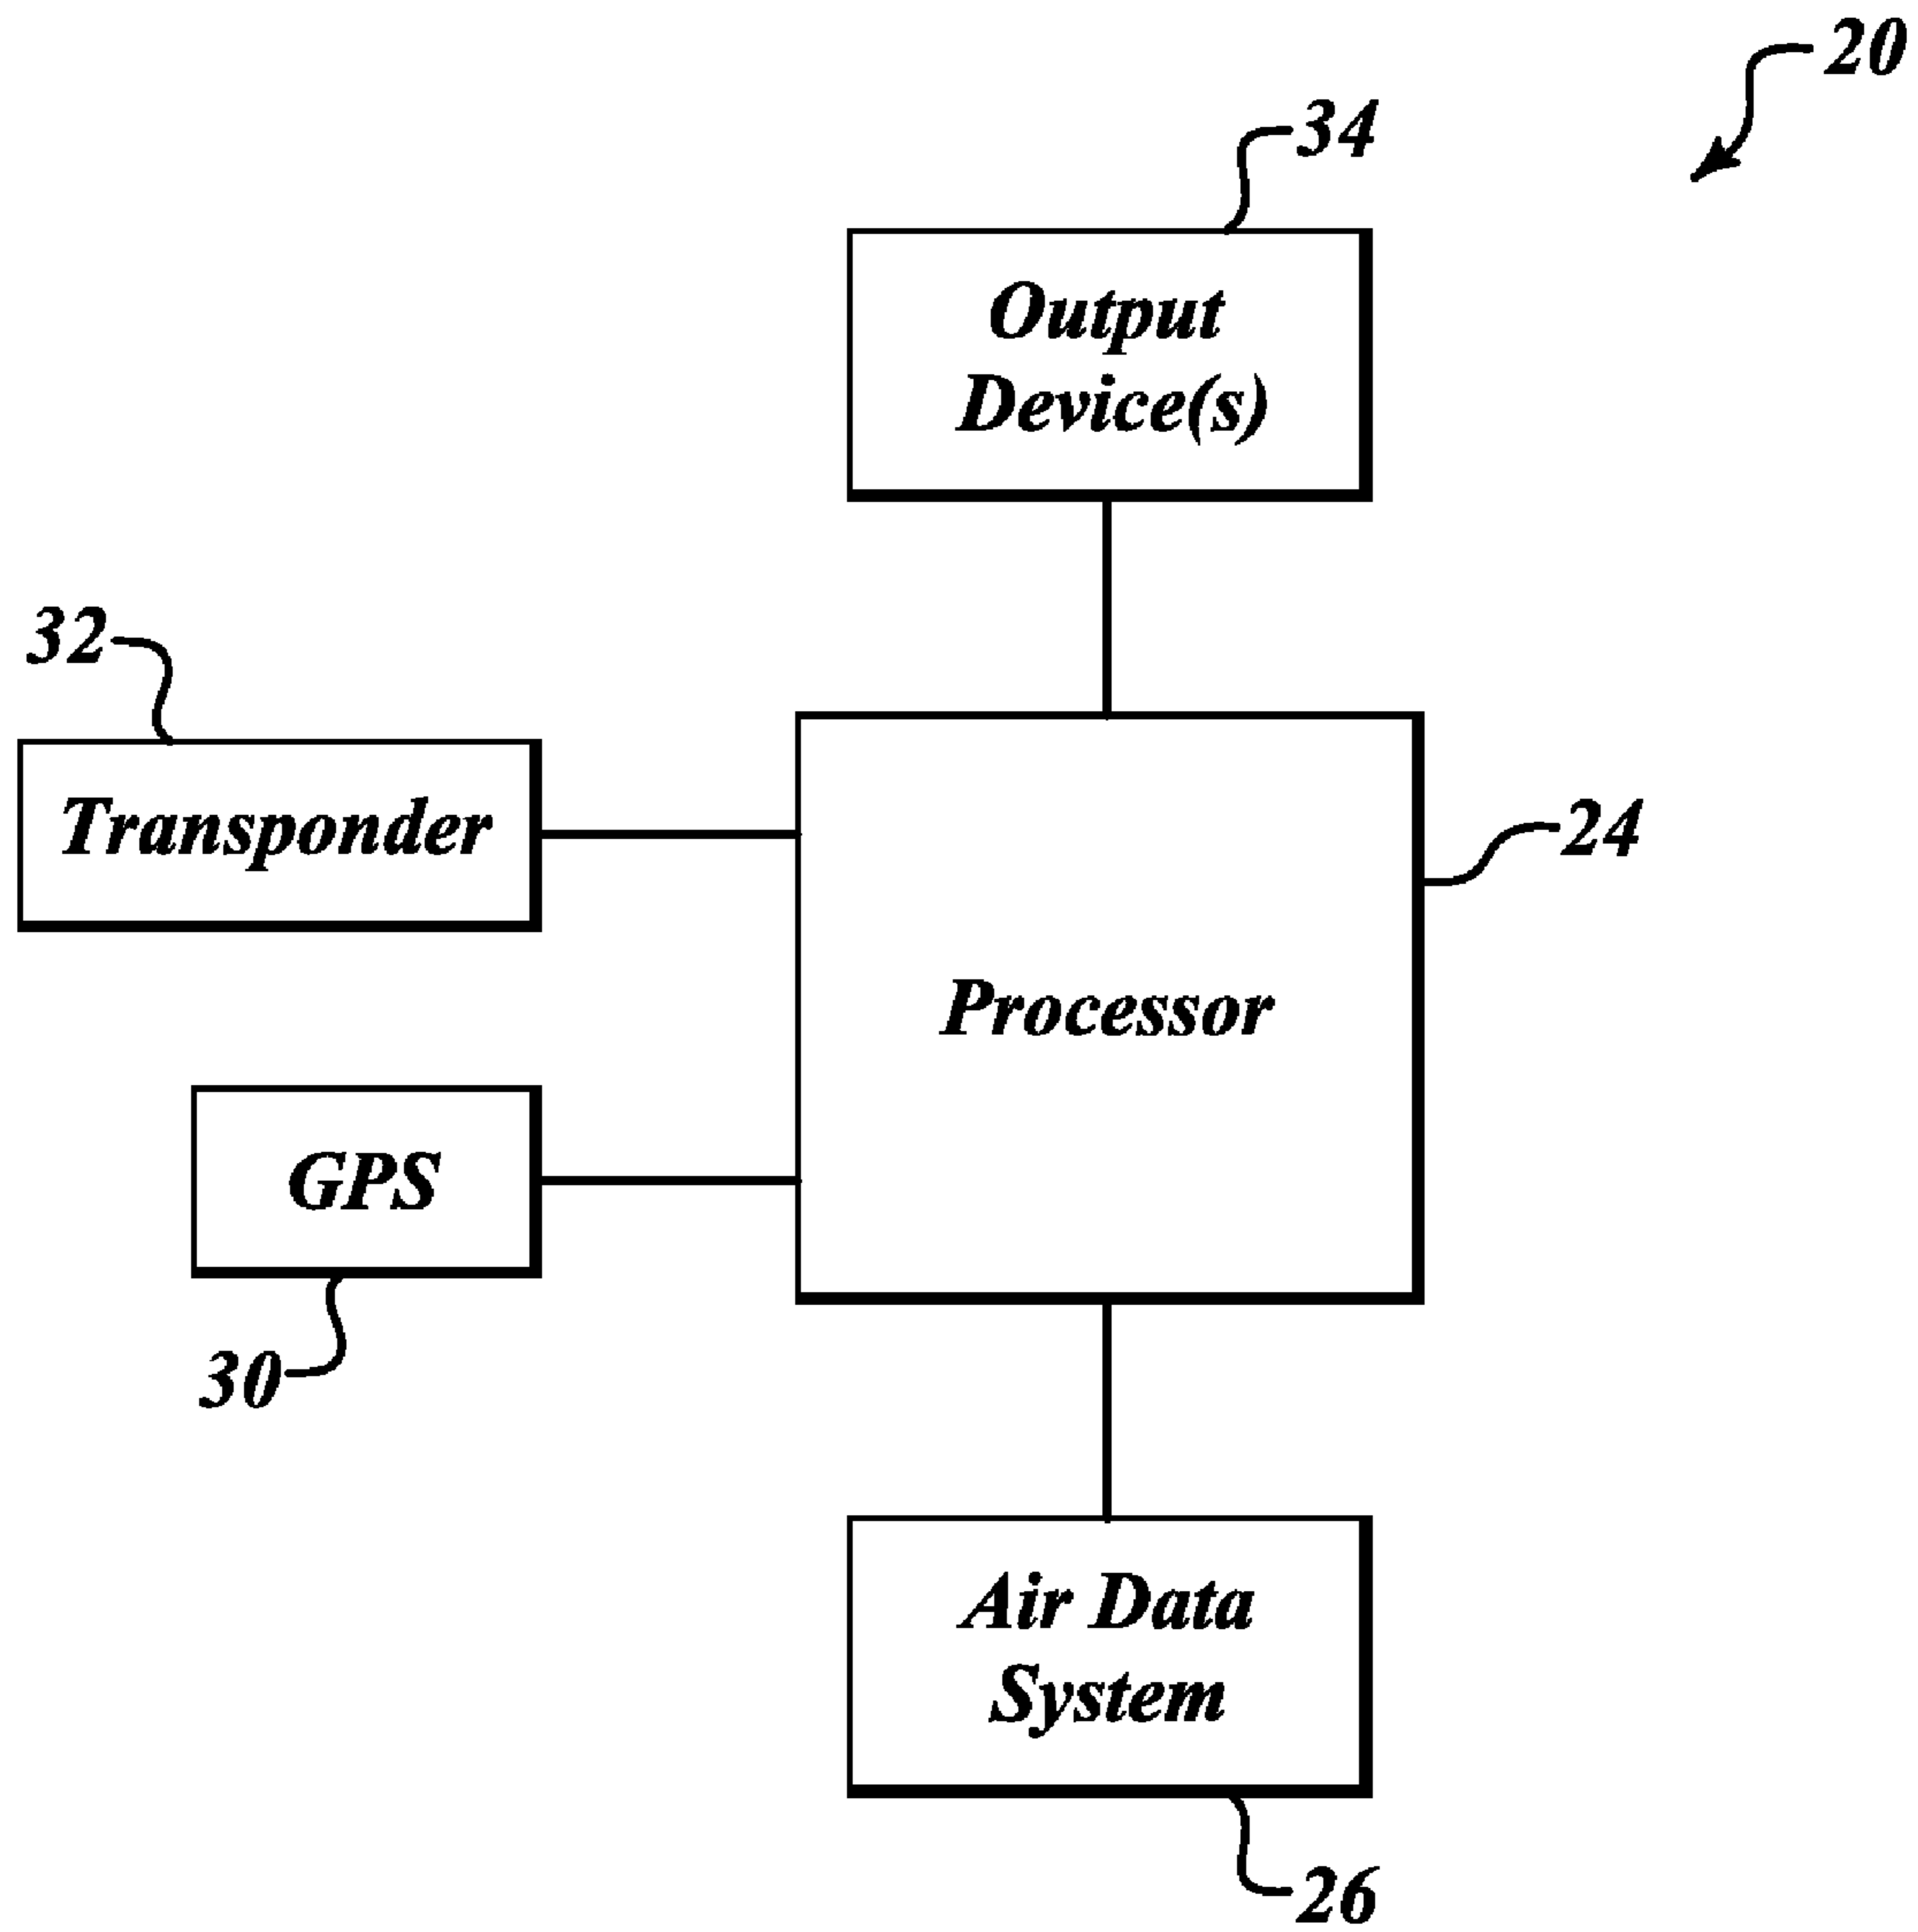 20
34
Output
Device(s)
32
Transponder
24
Processor
GPS
30
Air Data
System
26